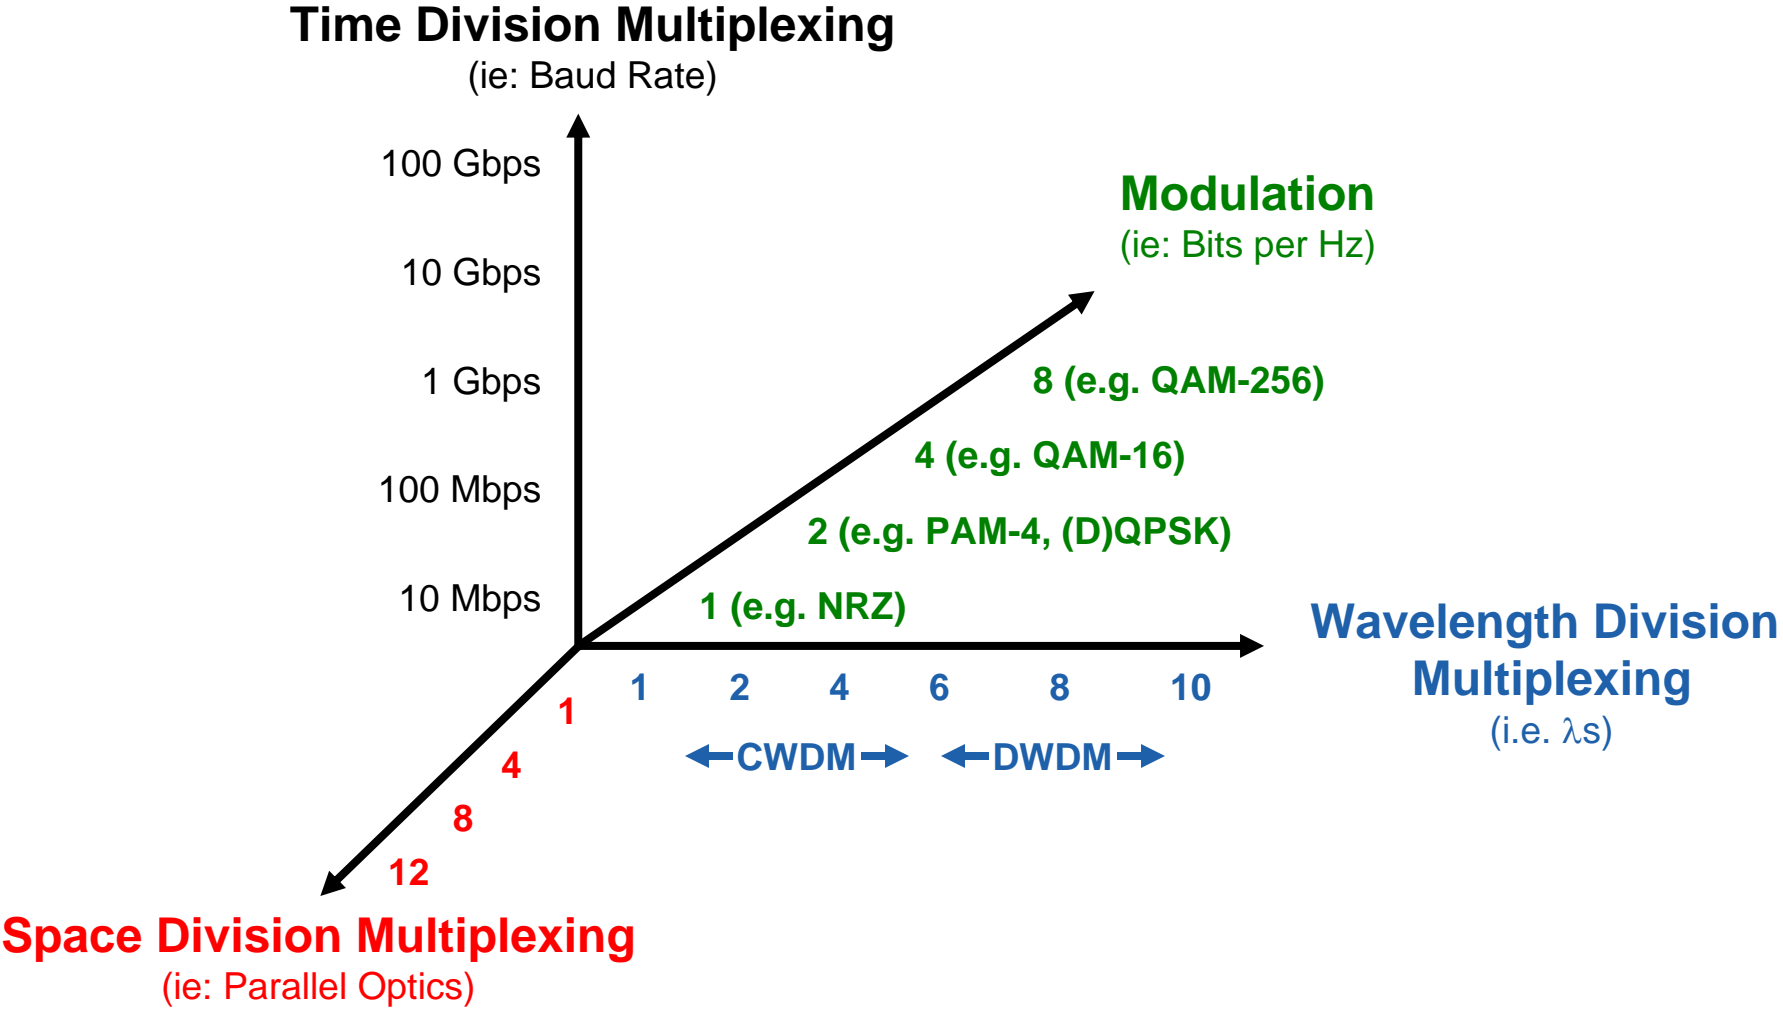 Time Division Multiplexing
(ie: Baud Rate)
100 Gbps
10 Gbps
1 Gbps
100 Mbps
10 Mbps
Modulation
(ie: Bits per Hz)
8 (e.g. QAM-256)
4 (e.g. QAM-16)
2 (e.g. PAM-4, (D)QPSK)
1 (e.g. NRZ)
Wavelength Division
Multiplexing
(i.e. λs)
1 2 4 6 8 10
CWDM DWDM
1
4
8
12
Space Division Multiplexing
(ie: Parallel Optics)